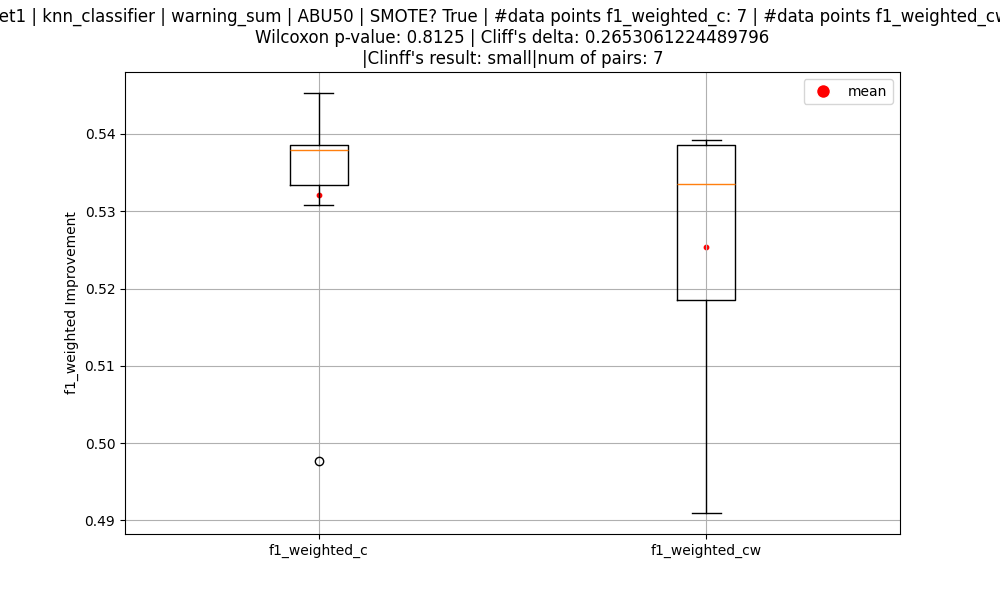 et1 | knn_classifier | warning_sum | ABU50 | SMOTE? True | #data points f1_weighted_c: 7 | #data points f1_weighted_cw
Wilcoxon p-value: 0.8125 | Cliff's delta: 0.2653061224489796
|Clinff's result: small|num of pairs: 7
mean
f1_weighted Improvement
0.54
0.53
0.52
0.51
0.50
0.49
f1_weighted_c
f1_weighted_cw